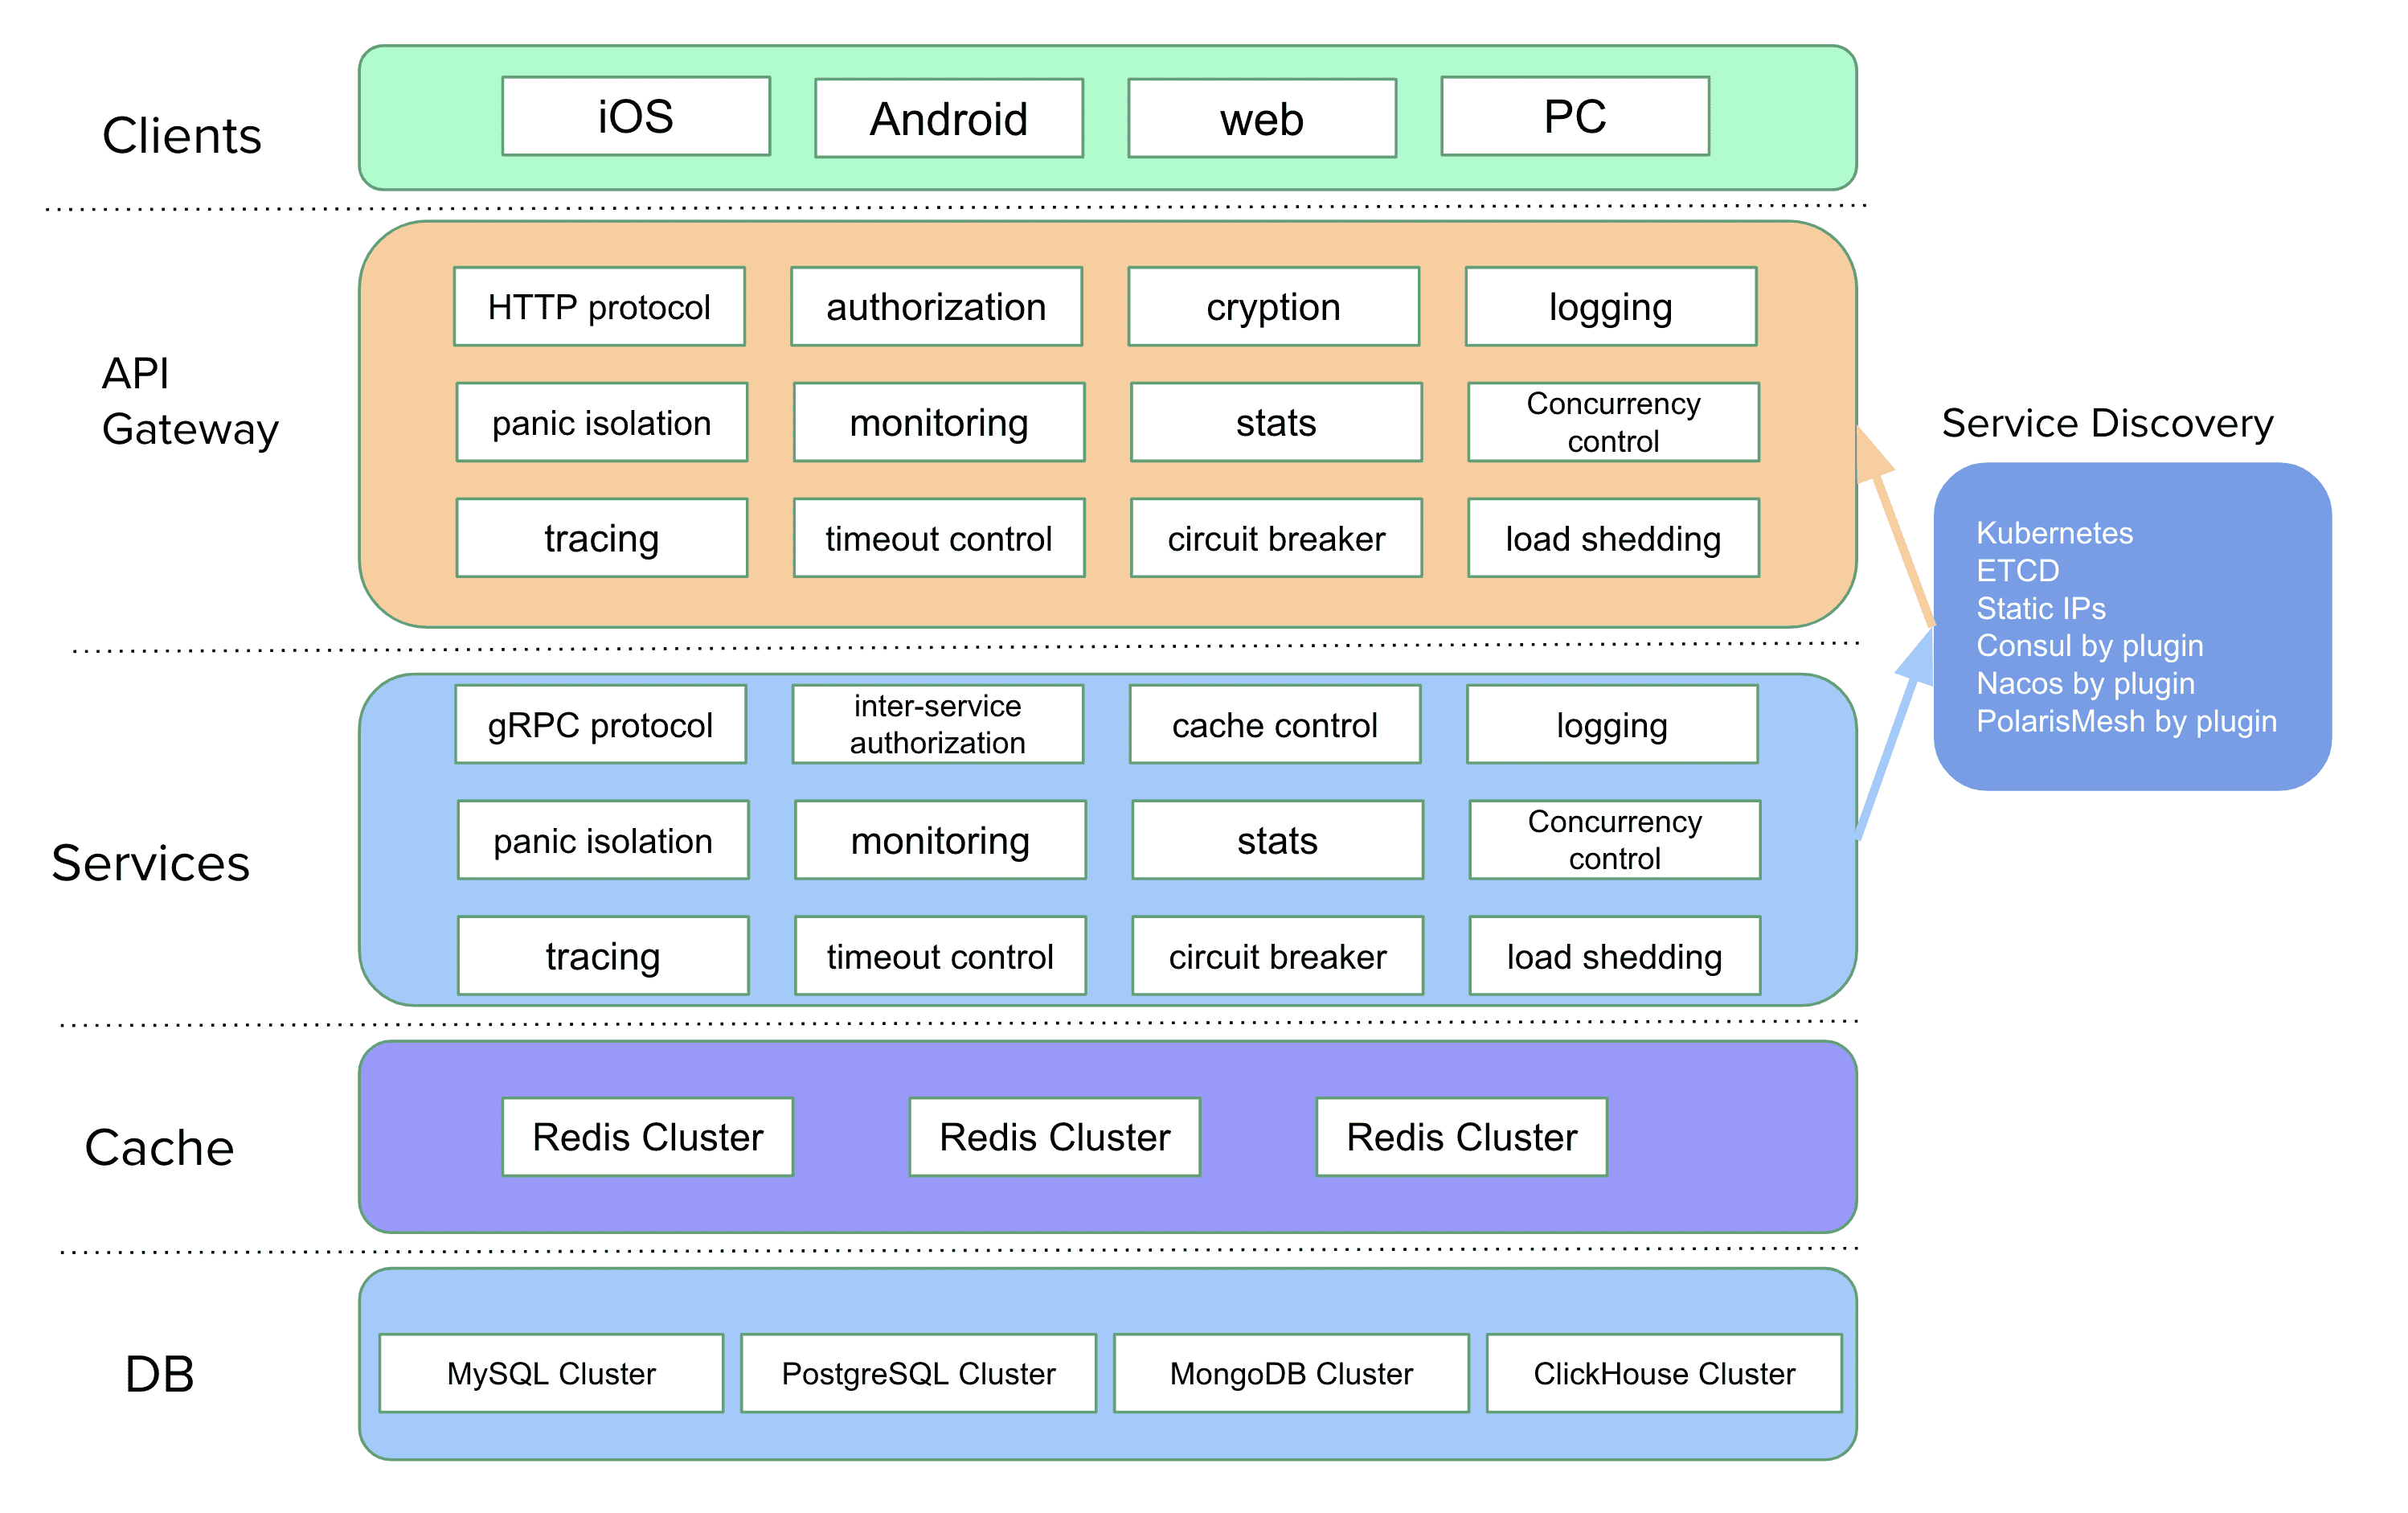 Clients
iOS
Android
web
PC
API
Gateway
HTTP protocol
authorization
cryption
logging
panic isolation
monitoring
stats
Concurrency
control
tracing
timeout control
circuit breaker
load shedding
Service Discovery
Kubernetes
ETCD
Static IPs
Consul by plugin
Nacos by plugin
PolarisMesh by plugin
Services
gRPC protocol
inter-service
authorization
cache control
logging
panic isolation
monitoring
stats
Concurrency
control
tracing
timeout control
circuit breaker
load shedding
Cache
Redis Cluster
Redis Cluster
Redis Cluster
DB
MySQL Cluster
PostgreSQL Cluster
MongoDB Cluster
ClickHouse Cluster